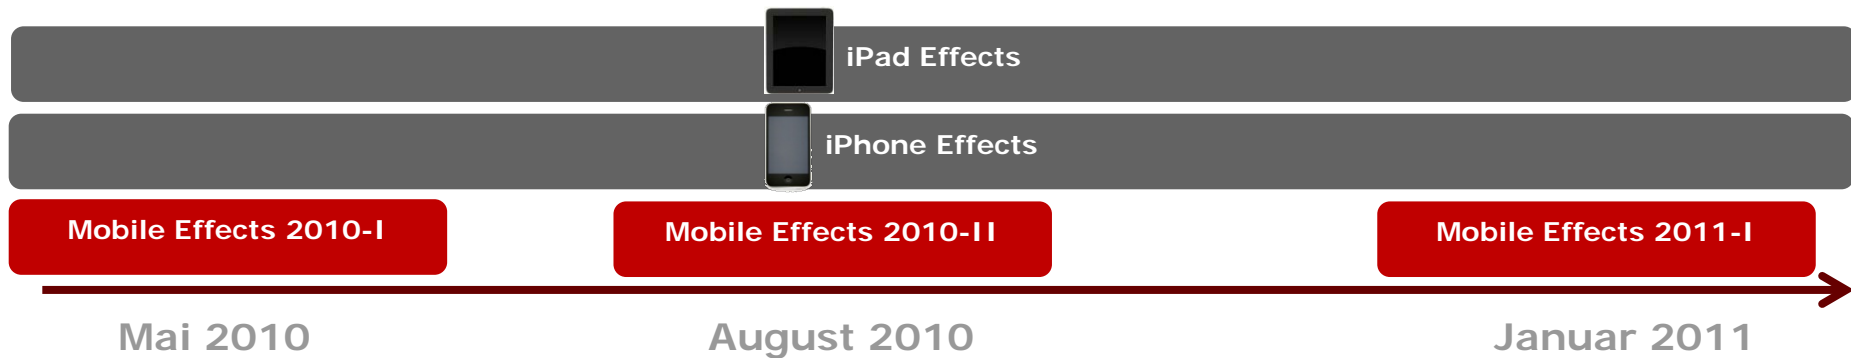 iPad Effects
iPhone Effects
Mobile Effects 2010-I
Mobile Effects 2010-II
Mobile Effects 2011-I
Mai 2010
August 2010
Januar 2011